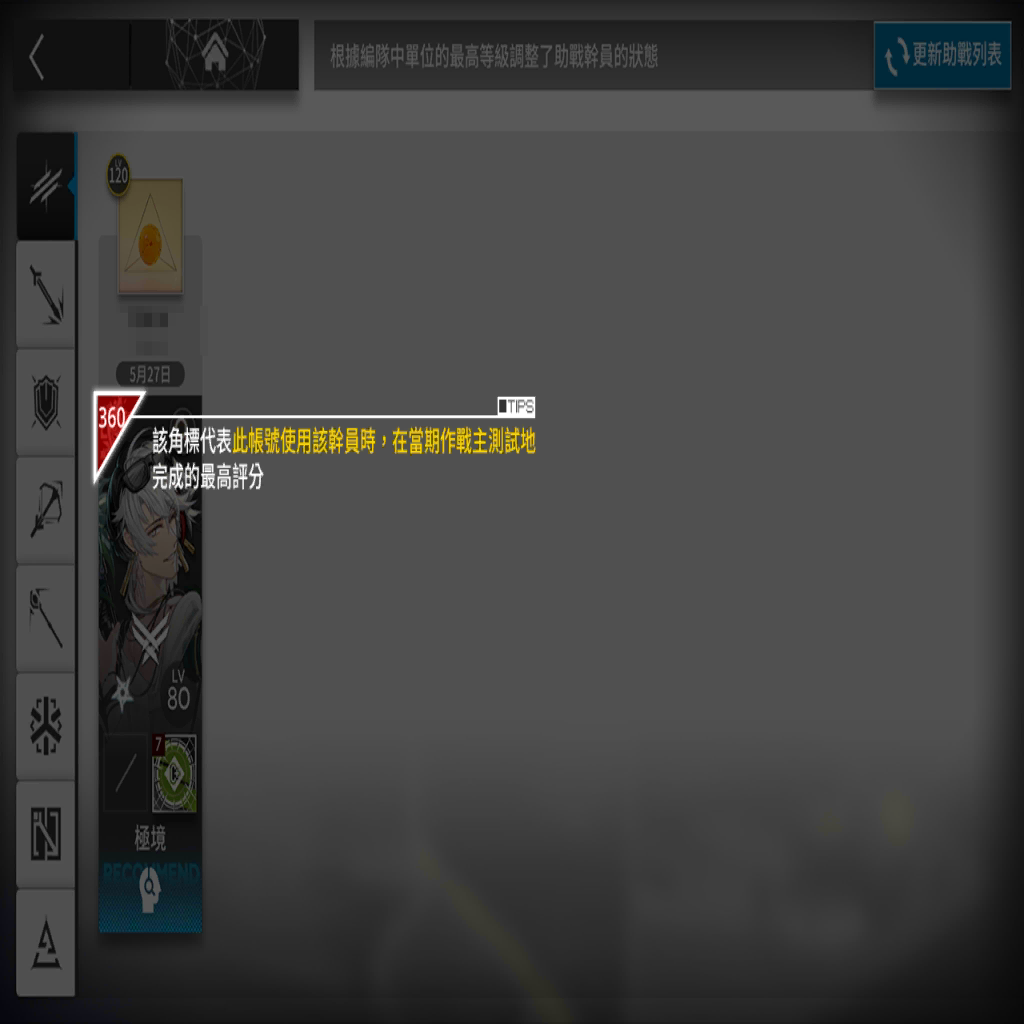 根據編隊中單位的最高等級調整了助戰幹員的狀態
更新助戰列表
LV
120
5月27日
360
TIPS
該角標代表此帳號使用該幹員時，在當期作戰主測試地
完成的最高評分
LV
80
7
極境
RECOMMEND